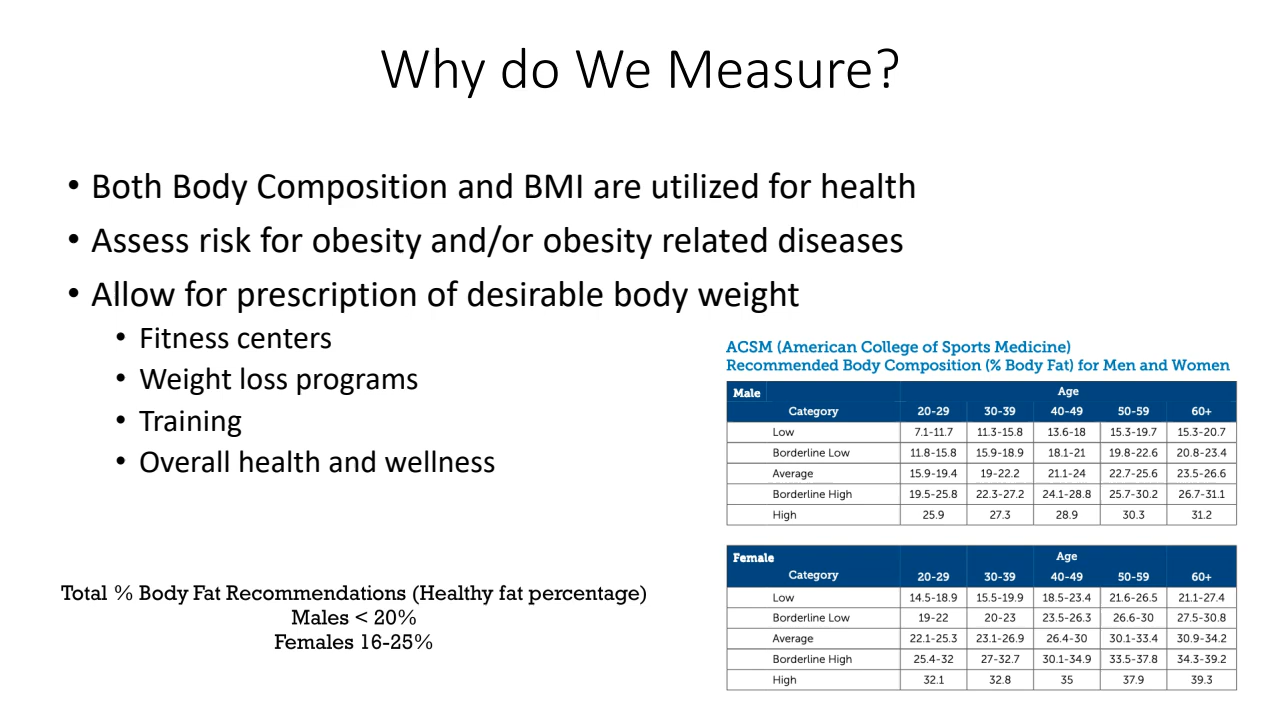 Why do We Measure?
• Both Body Composition and BMI are utilized for health
• Assess risk for obesity and/or obesity related diseases
• Allow for prescription of desirable body weight
• Fitness centers
• Weight loss programs
• Training
• Overall health and wellness
Total % Body Fat Recommendations (Healthy fat percentage)
Males < 20%
Females 16-25%
ACSM (American College of Sports Medicine)
Recommended Body Composition (% Body Fat) for Men and Women
Male Age
Category 20-29 30-39 40-49 50-59 60+
Low 7.1-11.7 11.3-15.8 13.6-18 15.3-19.7 15.3-20.7
Borderline Low 11.8-15.8 15.9-18.9 18.1-21 19.8-22.6 20.8-23.4
Average 15.9-19.4 19-22.2 21.1-24 22.7-25.6 23.5-26.6
Borderline High 19.5-25.8 22.3-27.2 24.1-28.8 25.7-30.2 26.7-31.1
High 25.9 27.3 28.9 30.3 31.2
Female Age
Category 20-29 30-39 40-49 50-59 60+
Low 14.5-18.9 15.5-19.9 18.5-23.4 21.6-26.5 21.1-27.4
Borderline Low 19-22 20-23 23.5-26.3 26.6-30 27.5-30.8
Average 22.1-25.3 23.1-26.9 26.4-30 30.1-33.4 30.9-34.2
Borderline High 25.4-32 27-32.7 30.1-34.9 33.5-37.8 34.3-39.2
High 32.1 32.8 35 37.9 39.3